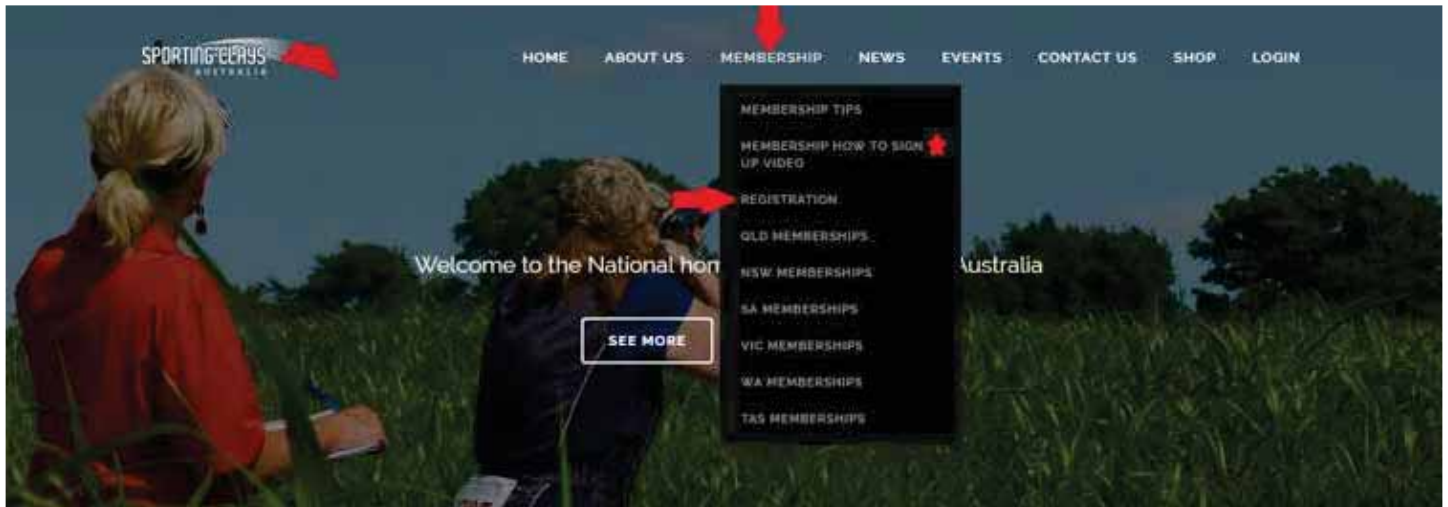 SPORTING CLAYS
AUSTRALIA
HOME ABOUT US MEMBERSHIP NEWS EVENTS CONTACT US SHOP LOGIN
MEMBERSHIP TIPS
MEMBERSHIP HOW TO SIGN
UP VIDEO
REGISTRATION
QLD MEMBERSHIPS
Welcome to the National hom Australia
NSW MEMBERSHIPS
SA MEMBERSHIPS
SEE MORE
VIC MEMBERSHIPS
WA MEMBERSHIPS
TAS MEMBERSHIPS